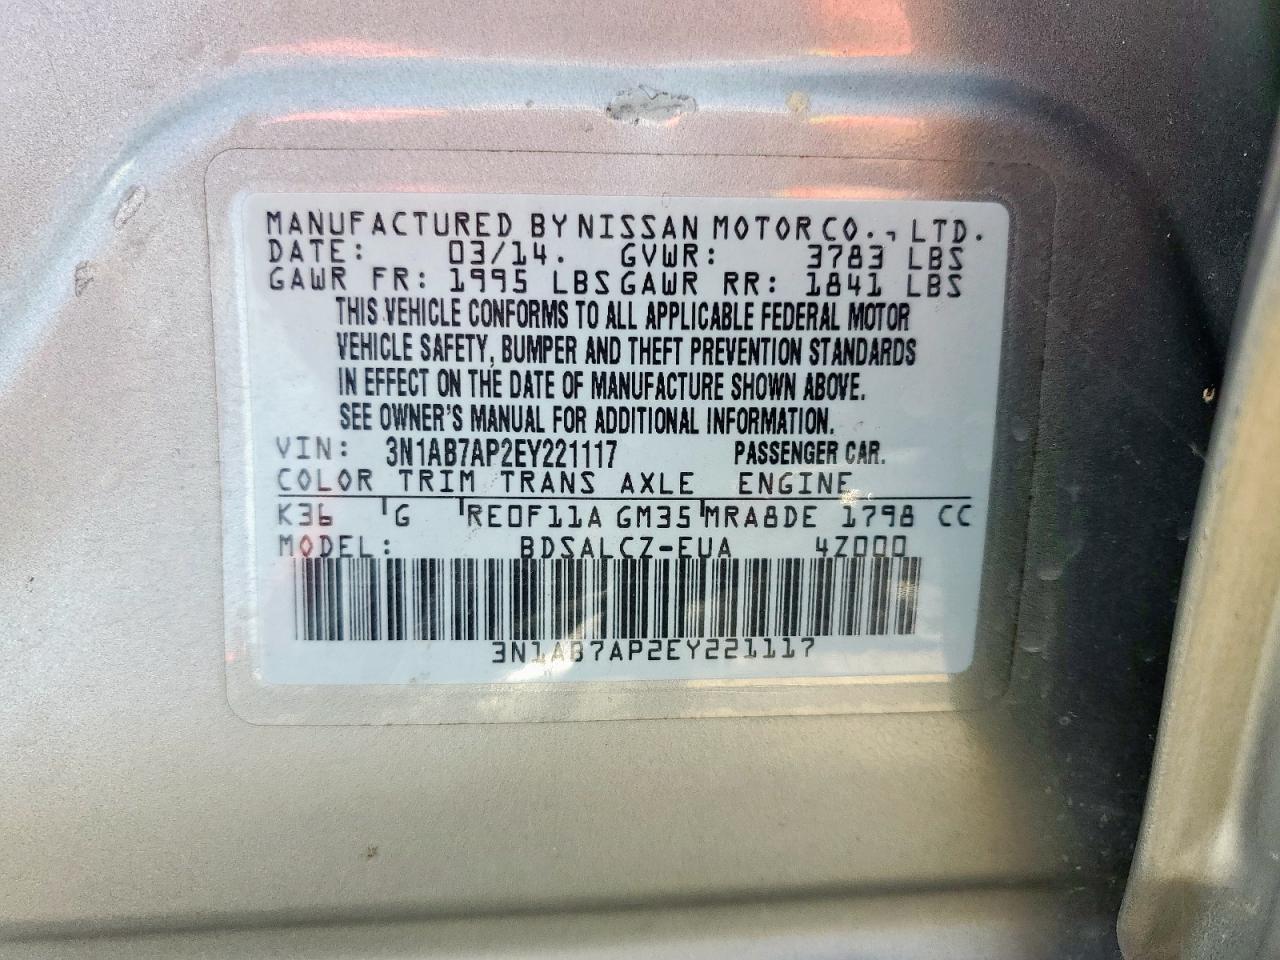 MANUFACTURED BY NISSAN MOTOR CO., LTD.
DATE: 03/14. GVWR: 3783 LBS
GAWR FR: 1995 LBS GAWR RR: 1841 LBS
THIS VEHICLE CONFORMS TO ALL APPLICABLE FEDERAL MOTOR
VEHICLE SAFETY, BUMPER AND THEFT PREVENTION STANDARDS
IN EFFECT ON THE DATE OF MANUFACTURE SHOWN ABOVE.
SEE OWNER'S MANUAL FOR ADDITIONAL INFORMATION.
VIN: 3N1AB7AP2EY221117 PASSENGER CAR.
COLOR TRIM TRANS AXLE ENGINE
K36 G RE0F11A GM35 MRA8DE 1798 CC
MODEL: BDSALCZ-EUA 4Z000
3N1AB7AP2EY221117